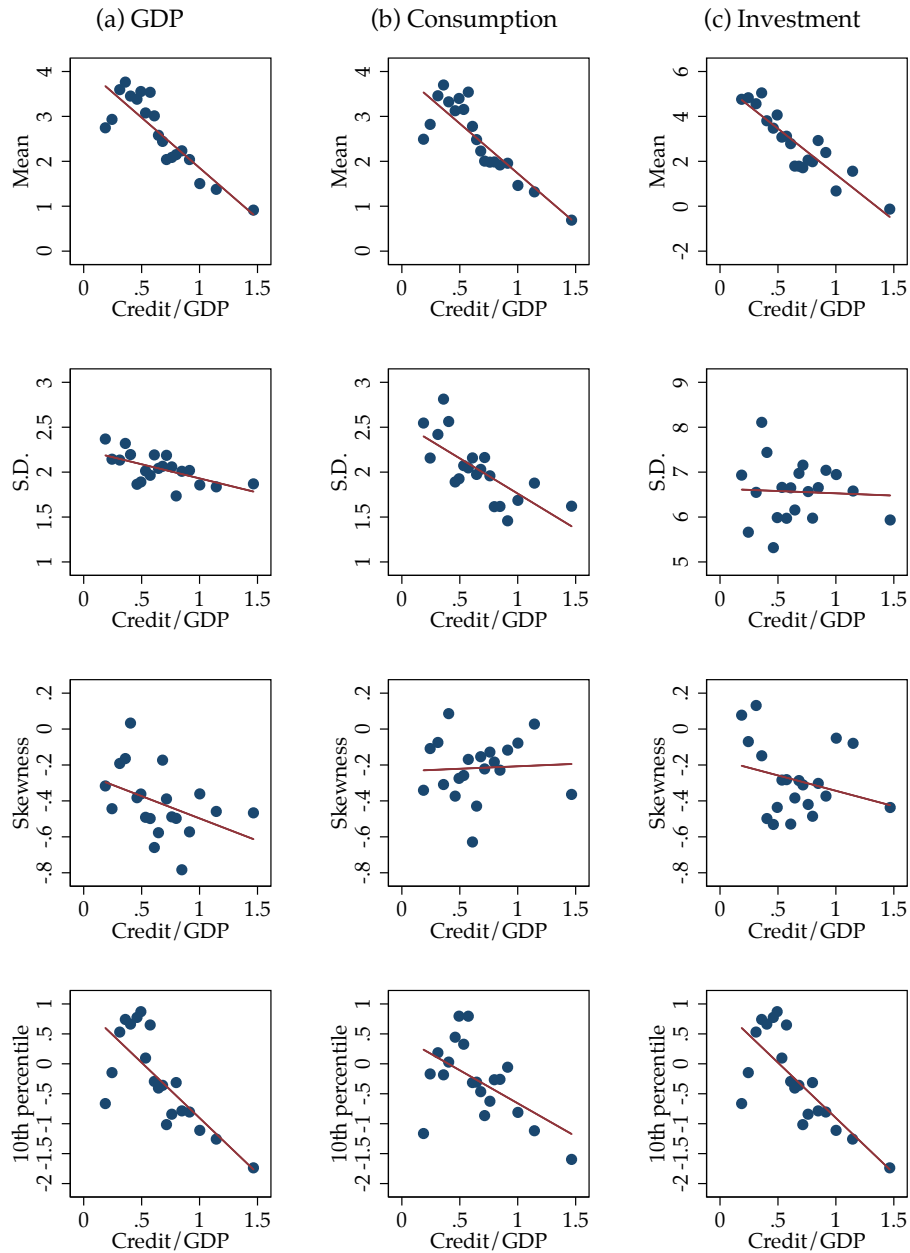 (a) GDP (b) Consumption (c) Investment
Mean
4
3
2
1
0
0 .5 1 1.5
Credit/GDP
Mean
4
3
2
1
0
0 .5 1 1.5
Credit/GDP
Mean
6
4
2
0
-2
0 .5 1 1.5
Credit/GDP
S.D.
3
2.5
2
1.5
1
0 .5 1 1.5
Credit/GDP
S.D.
3
2.5
2
1.5
1
0 .5 1 1.5
Credit/GDP
S.D.
9
8
7
6
5
0 .5 1 1.5
Credit/GDP
Skewness
.2
0
-.2
-.4
-.6
-.8
0 .5 1 1.5
Credit/GDP
Skewness
.2
0
-.2
-.4
-.6
-.8
0 .5 1 1.5
Credit/GDP
Skewness
.2
0
-.2
-.4
-.6
-.8
0 .5 1 1.5
Credit/GDP
10th percentile
1
.5
0
-.5
-1
-1.5
-2
0 .5 1 1.5
Credit/GDP
10th percentile
1
.5
0
-.5
-1
-1.5
-2
0 .5 1 1.5
Credit/GDP
10th percentile
1
.5
0
-.5
-1
-1.5
-2
0 .5 1 1.5
Credit/GDP